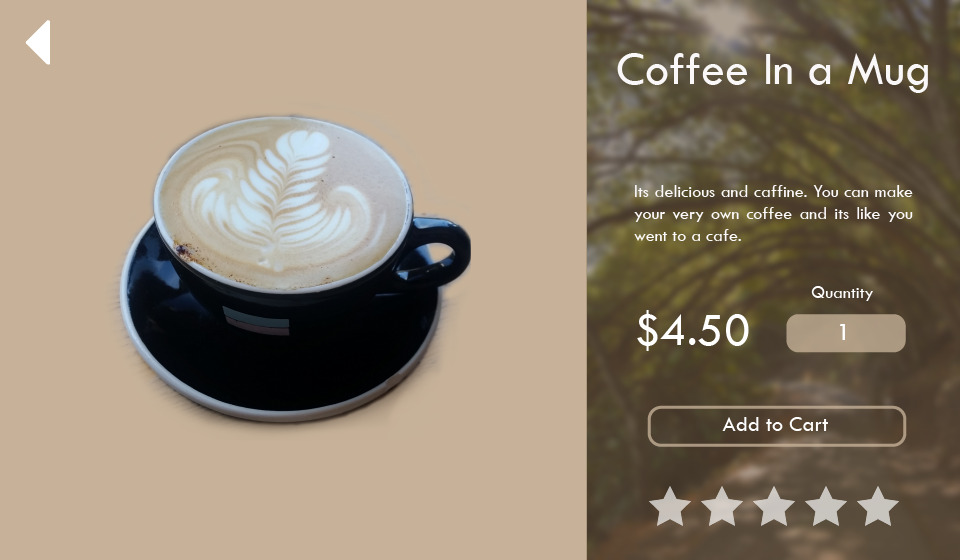 Coffee In a Mug
Its delicious and caffine. You can make
your very own coffee and its like you
went to a cafe.
Quantity
$4.50
1
Add to Cart